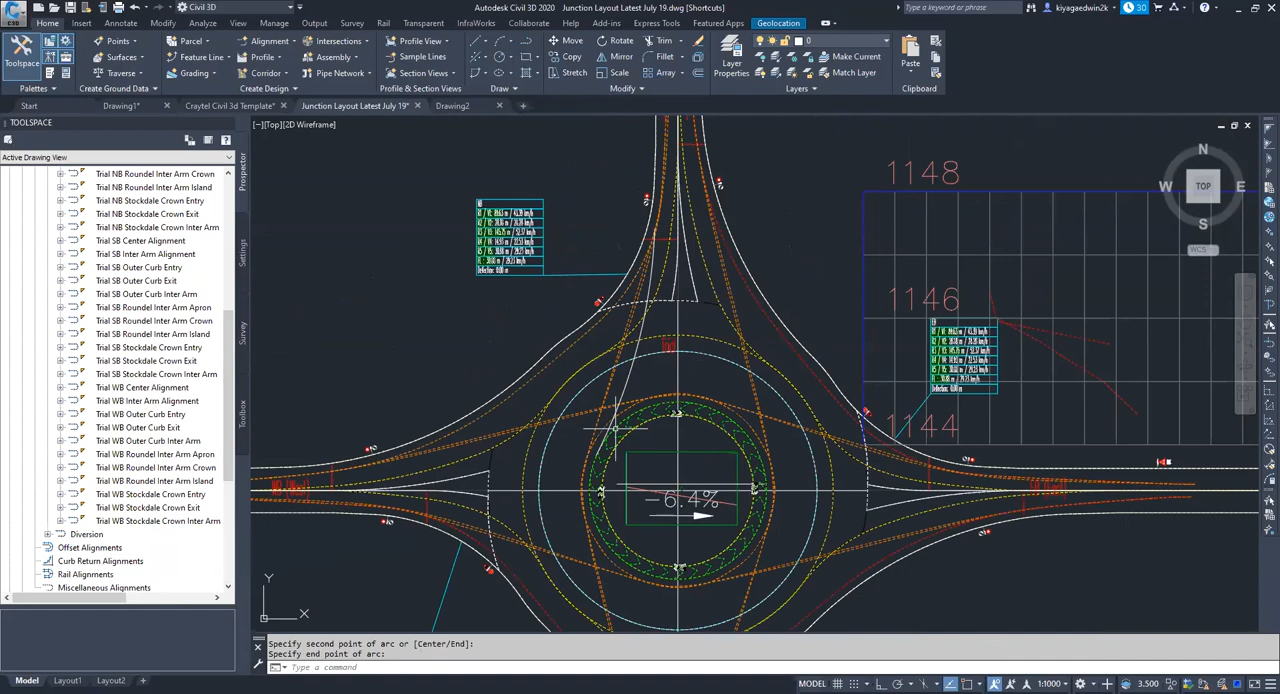 Civil 3D
Autodesk Civil 3D 2020 Junction Layout Latest July 19.dwg [Shortcuts]
Type a keyword or phrase
kiyagaedwin2k
30
C3D
Home Insert Annotate Modify Analyze View Manage Output Survey Rail Transparent InfraWorks Collaborate Help Add-ins Express Tools Featured Apps Geolocation
Toolspace
Palettes
Points
Surfaces
Traverse
Create Ground Data
Parcel
Feature Line
Grading
Alignment
Profile
Corridor
Intersections
Assembly
Pipe Network
Create Design
Profile View
Sample Lines
Section Views
Profile & Section Views
Draw
Move Rotate Trim
Copy Mirror Fillet
Stretch Scale Array
Modify
Layer
Properties
0
Make Current
Match Layer
Layers
Paste
Clipboard
Start Drawing1* Craytel Civil 3d Template* Junction Layout Latest July 19* Drawing2
TOOLSPACE
Active Drawing View
Trial NB Roundel Inter Arm Crown
Trial NB Roundel Inter Arm Island
Trial NB Stockdale Crown Entry
Trial NB Stockdale Crown Exit
Trial NB Stockdale Crown Inter Arm
Trial SB Center Alignment
Trial SB Inter Arm Alignment
Trial SB Outer Curb Entry
Trial SB Outer Curb Exit
Trial SB Outer Curb Inter Arm
Trial SB Roundel Inter Arm Apron
Trial SB Roundel Inter Arm Crown
Trial SB Roundel Inter Arm Island
Trial SB Stockdale Crown Entry
Trial SB Stockdale Crown Exit
Trial SB Stockdale Crown Inter Arm
Trial WB Center Alignment
Trial WB Inter Arm Alignment
Trial WB Outer Curb Entry
Trial WB Outer Curb Exit
Trial WB Outer Curb Inter Arm
Trial WB Roundel Inter Arm Apron
Trial WB Roundel Inter Arm Crown
Trial WB Roundel Inter Arm Island
Trial WB Stockdale Crown Entry
Trial WB Stockdale Crown Exit
Trial WB Stockdale Crown Inter Arm
Diversion
Offset Alignments
Curb Return Alignments
Rail Alignments
Miscellaneous Alignments
Prospector
Settings
Survey
Toolbox
[−][Top][2D Wireframe]
1148
1146
1144
-6.4%
N
W TOP E
S
WCS
Y
X
Specify second point of arc or [Center/End]:
Specify end point of arc:
Type a command
Model Layout1 Layout2
MODEL
1:1000
3.500